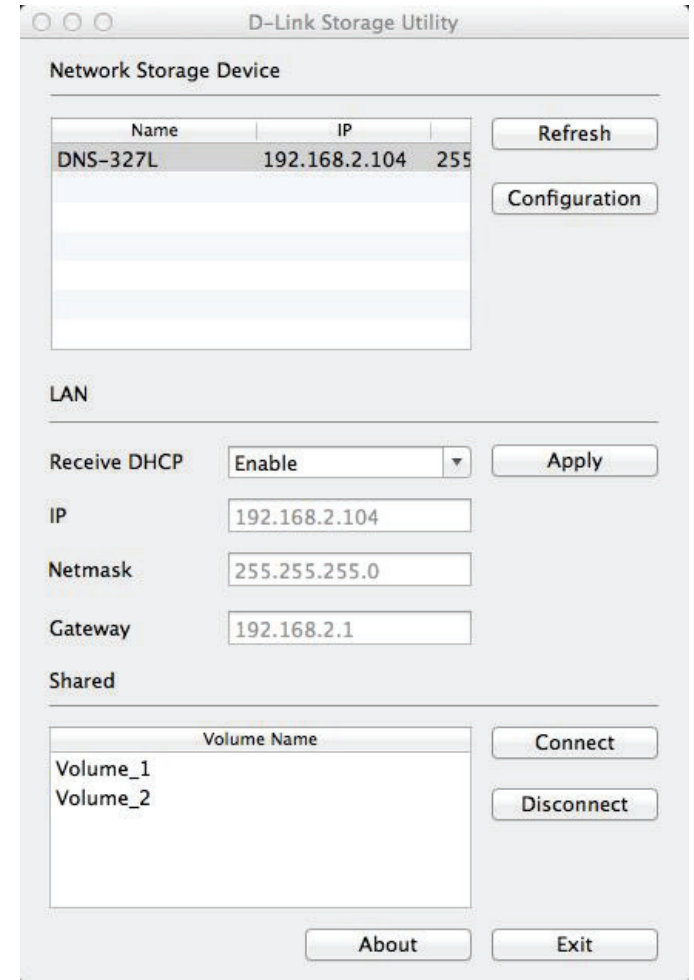 D-Link Storage Utility
Network Storage Device
Name IP
Refresh
DNS-327L 192.168.2.104 255
Configuration
LAN
Receive DHCP Enable Apply
IP 192.168.2.104
Netmask 255.255.255.0
Gateway 192.168.2.1
Shared
Volume Name
Connect
Volume_1
Volume_2
Disconnect
About Exit